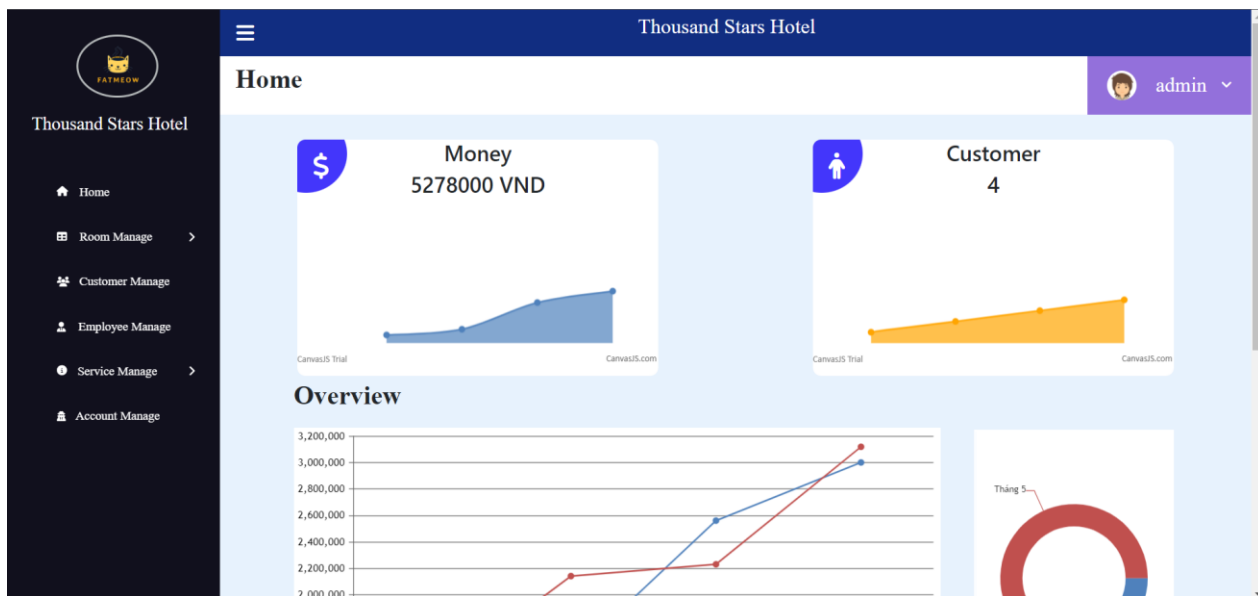 Thousand Stars Hotel
FATMEOW
Thousand Stars Hotel
Home
Room Manage
Customer Manage
Employee Manage
Service Manage
Account Manage
Home
admin
Money
5278000 VND
CanvasJS Trial
CanvasJS.com
Customer
4
CanvasJS Trial
CanvasJS.com
Overview
3,200,000
3,000,000
2,800,000
2,600,000
2,400,000
2,200,000
2,000,000
Tháng 5